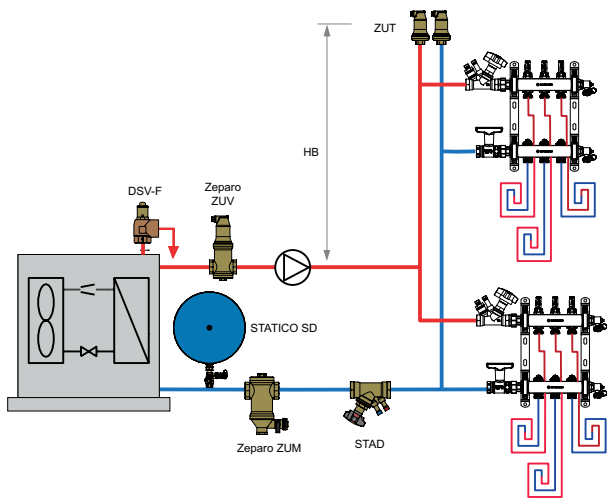 ZUT
HB
DSV-F
Zeparo
ZUV
STATICO SD
Zeparo ZUM
STAD